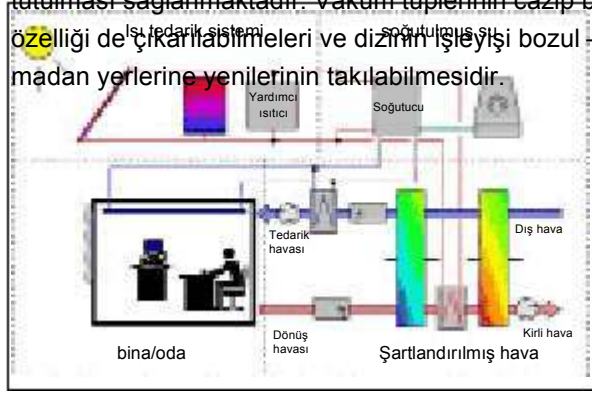 tutulması sağlanmaktadır. Vakum tüplerinin cazip b
özelliği de çıkarılabilmeleri ve dizinin işleyişi bozul –
madan yerlerine yenilerinin takılabilmesidir.
Isı tedarik sistemi
soğutulmuş su
Yardımcı
ısıtıcı
Soğutucu
Tedarik
havası
Dış hava
Dönüş
havası
Kirli hava
bina/oda
Şartlandırılmış hava